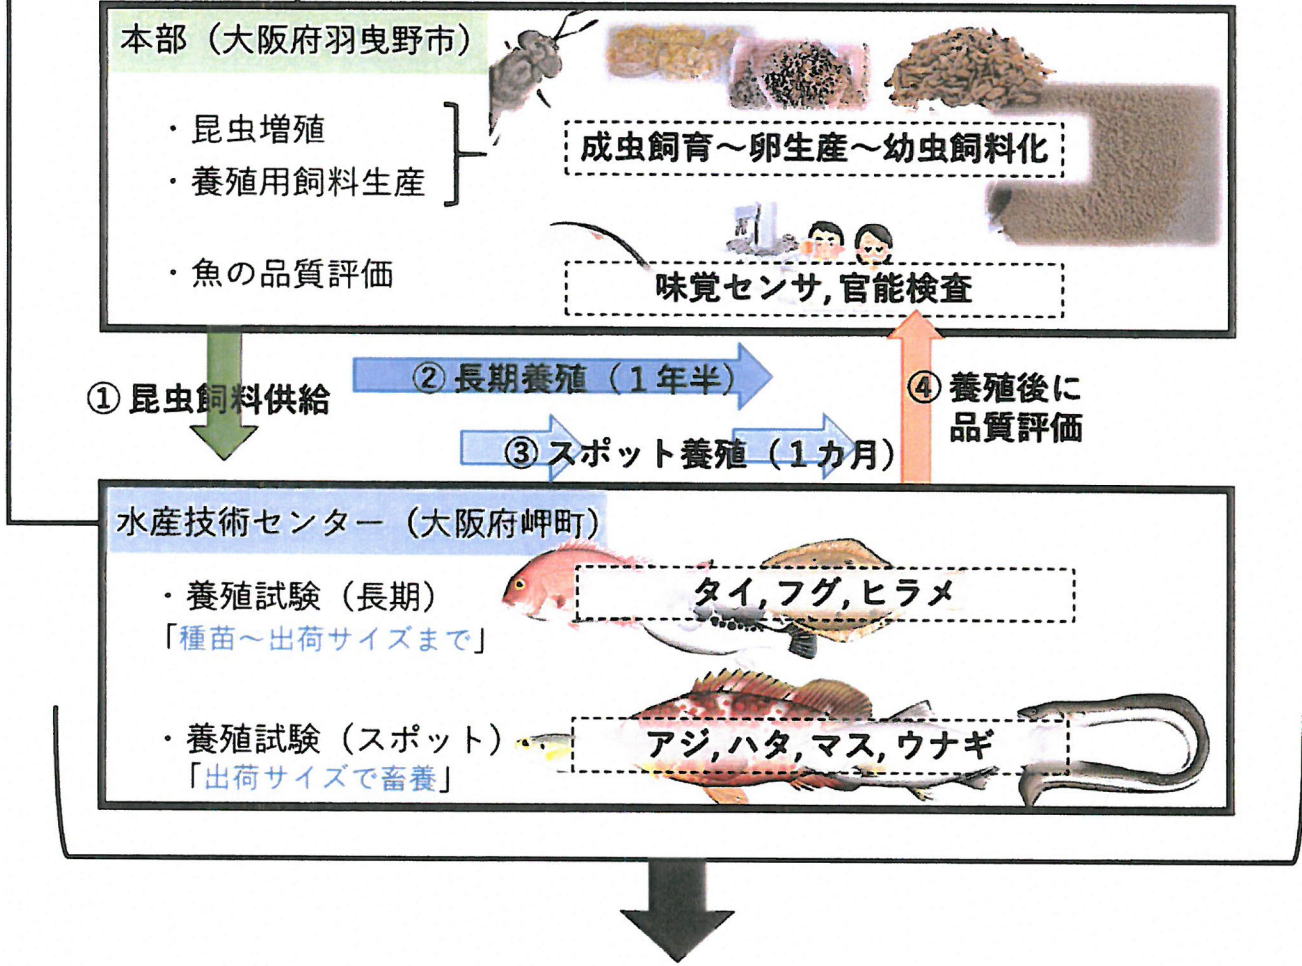 本部（大阪府羽曳野市）
・昆虫増殖
・養殖用飼料生産
成虫飼育～卵生産～幼虫飼料化
・魚の品質評価
味覚センサ,官能検査
①昆虫飼料供給
②長期養殖（１年半）
③スポット養殖（１カ月）
④養殖後に
品質評価
水産技術センター（大阪府岬町）
・養殖試験（長期）
「種苗～出荷サイズまで」
タイ,フグ,ヒラメ
・養殖試験（スポット）
「出荷サイズで畜養」
アジ,ハタ,マス,ウナギ